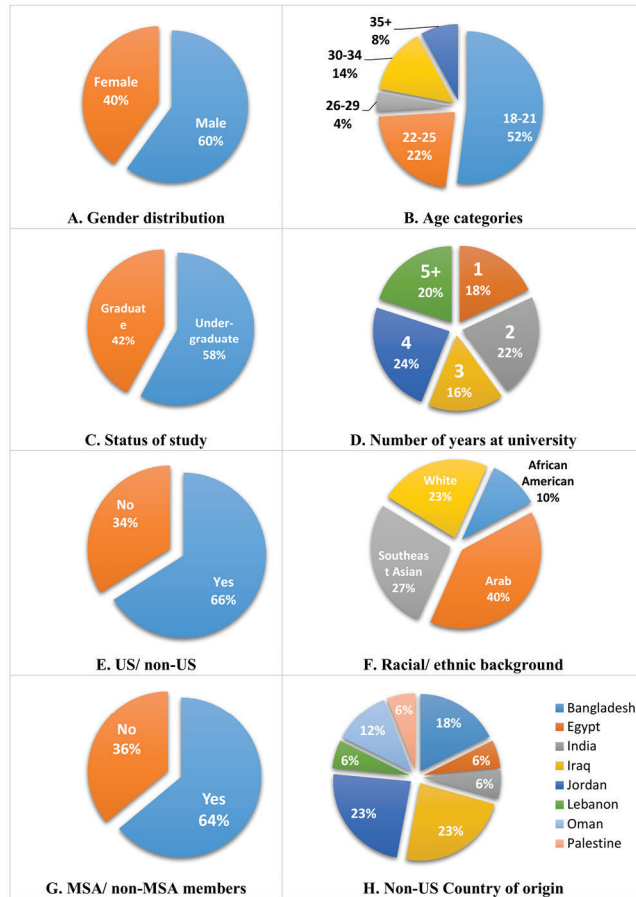 Female
40%
Male
60%
A. Gender distribution
35+
8%
30-34
14%
26-29
4%
22-25
22%
18-21
52%
B. Age categories
Graduat
e
42%
Under-
graduate
58%
C. Status of study
5+
20%
1
18%
2
22%
3
16%
4
24%
D. Number of years at university
No
34%
Yes
66%
E. US/ non-US
White
23%
African
American
10%
Southeas
t Asian
27%
Arab
40%
F. Racial/ ethnic background
No
36%
Yes
64%
G. MSA/ non-MSA members
6%
18%
12%
6%
6%
6%
23%
23%
Bangladesh
Egypt
India
Iraq
Jordan
Lebanon
Oman
Palestine
H. Non-US Country of origin